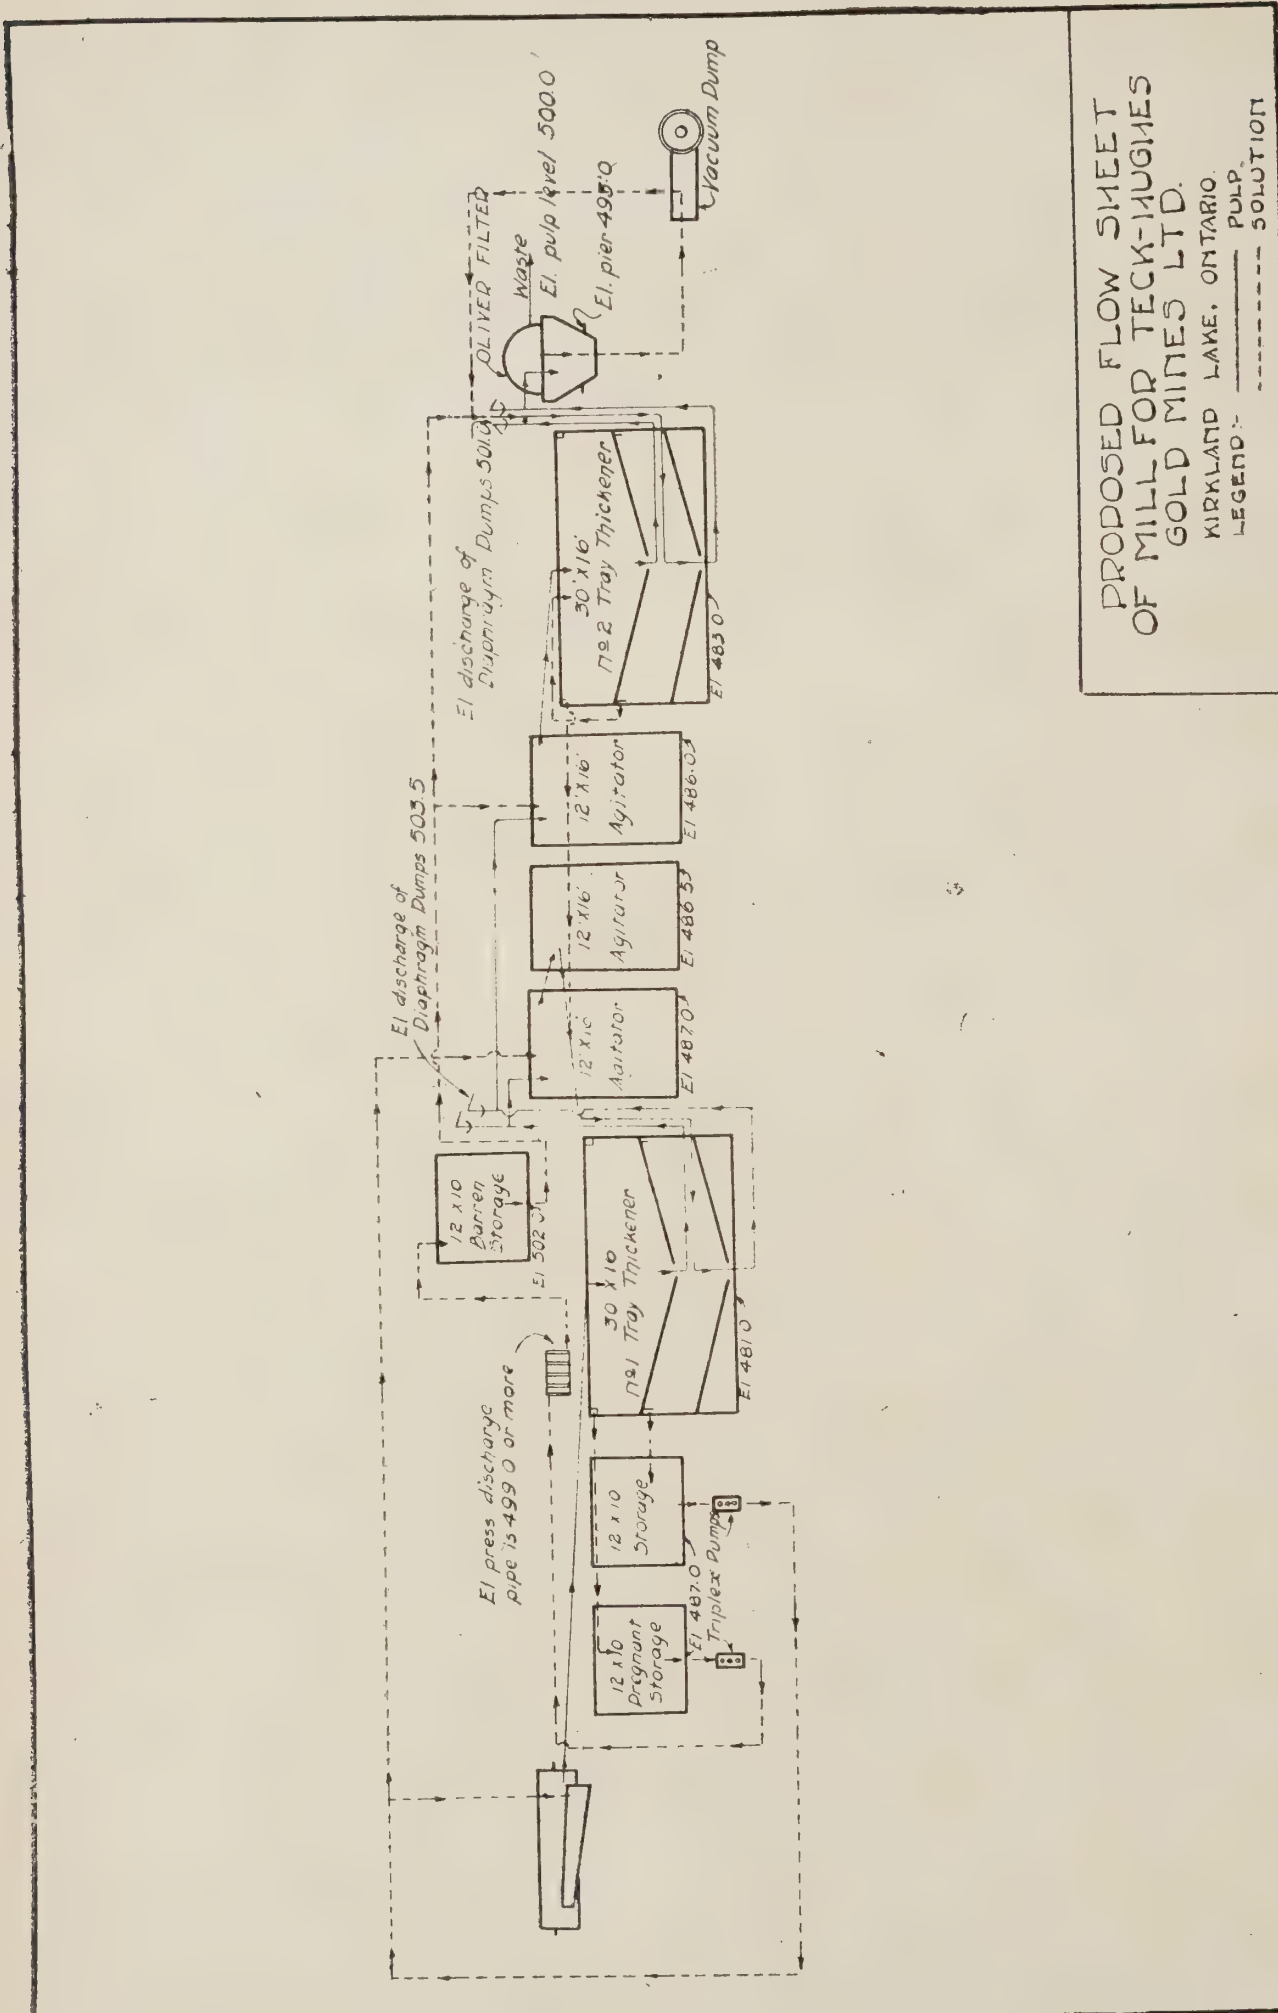 PROPOSED FLOW SHEET
OF MILL FOR TECK-HUGHES
GOLD MINES LTD.
KIRKLAND LAKE, ONTARIO.
LEGEND:- PULP.
SOLUTION
El press discharge
pipe is 499 0 or more
12 x 10
Pregnant
Storage
El 487.0
Triplex Pumps
12 x 10
Storage
30 x 10
No 1 Tray Thickener
El 481 0
12 x 10
Barren
Storage
El 502 0
El discharge of
Diaphragm Pumps 503.5
12' x 16'
Agitator
El 487.0
12' x 16'
Agitator
El 486 5
12' x 16'
Agitator
El 486.0
El discharge of
Diaphragm Pumps 501.0
30' x 16'
No 2 Tray Thickener
El 483 0
OLIVER FILTER
Waste
El. pulp level 500.0'
El. pier 495.0
Vacuum Pump